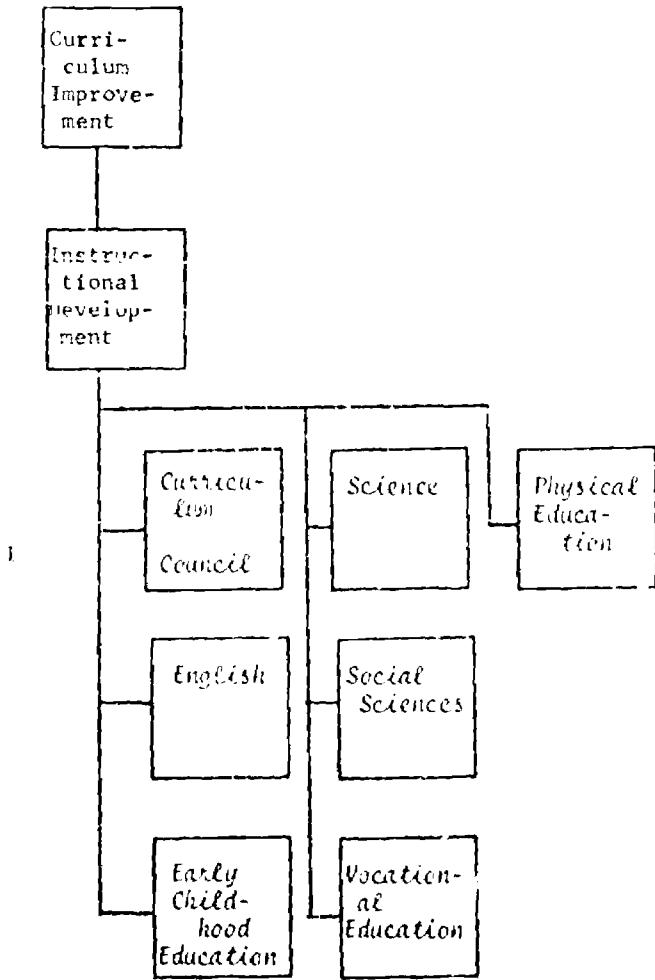 Curri-
culum
Improve-
ment
Instruc-
tional
Develop-
ment
Curricu-
lum
Council
Science
Physical
Educa-
tion
English
Social
Sciences
Early
Child-
hood
Education
Vocation-
al
Education